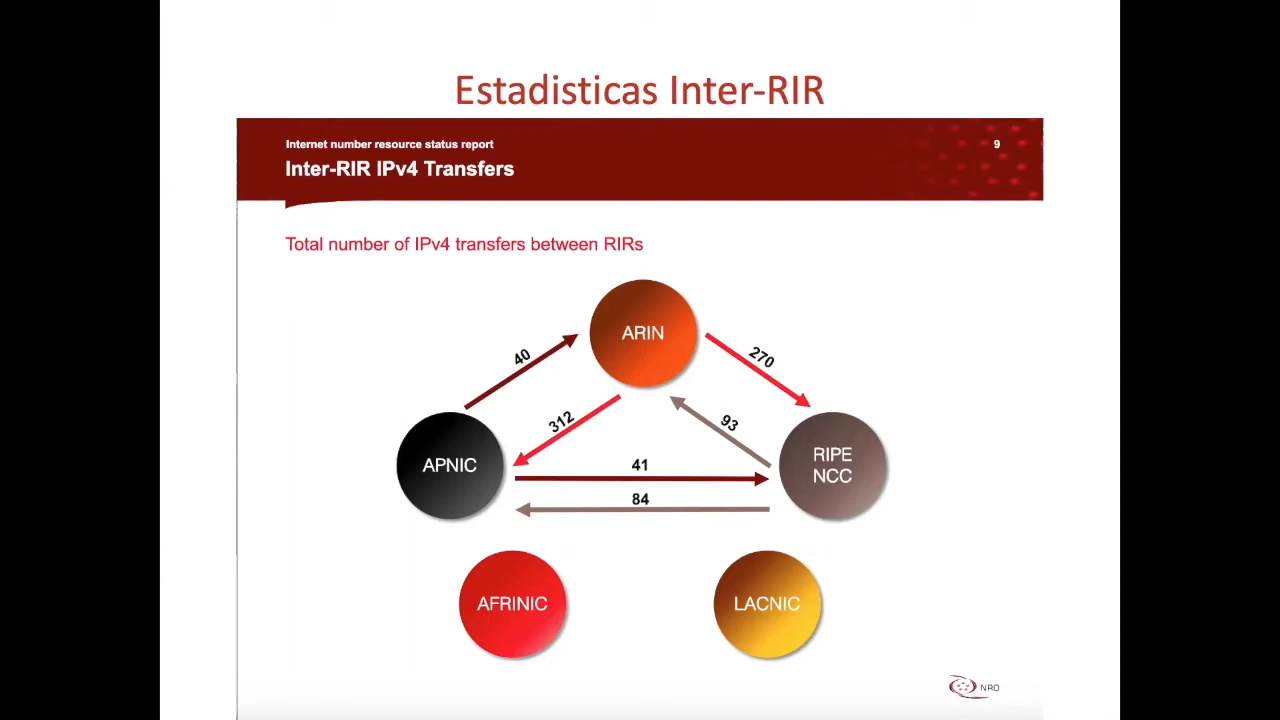 Estadisticas Inter-RIR
Internet number resource status report
9
Inter-RIR IPv4 Transfers
Total number of IPv4 transfers between RIRs
ARIN
40
270
312
93
APNIC
41
RIPE
NCC
84
AFRINIC
LACNIC
NRO